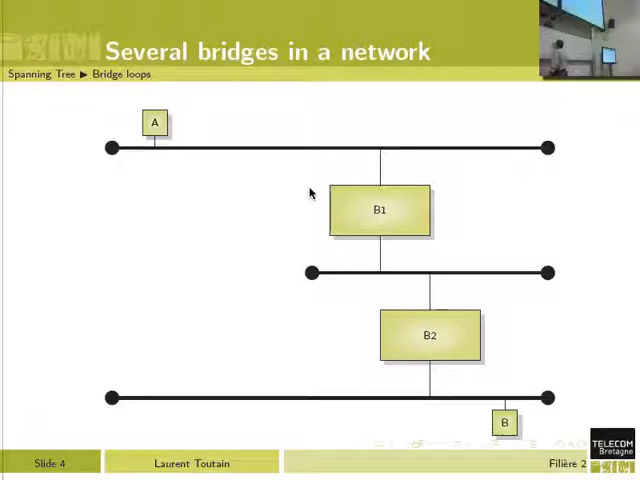 Several bridges in a network
Spanning Tree ▶ Bridge loops
A
B1
B2
B
TELECOM
Bretagne
Slide 4
Laurent Toutain
Filière 2